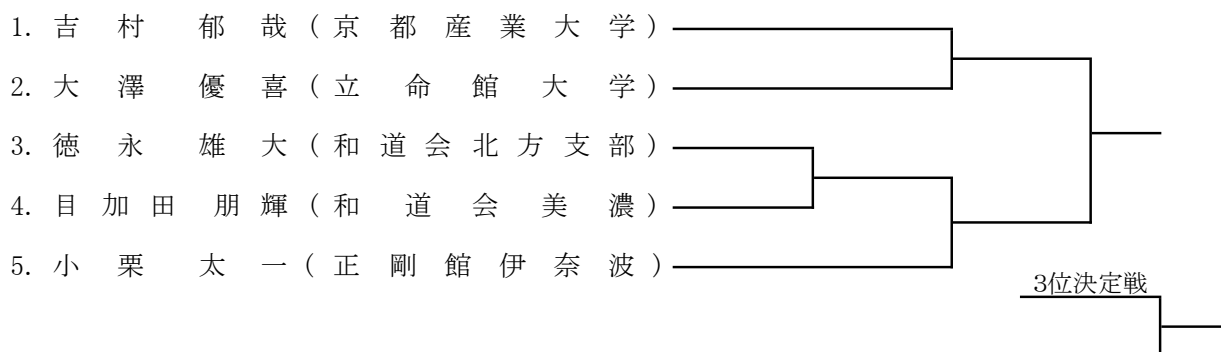 1. 吉村 郁哉 (京都産業大学)
2. 大澤 優喜 (立命館大学)
3. 徳永 雄大 (和道会北方支部)
4. 目加田 朋輝 (和道会美濃)
5. 小栗 太一 (正剛館伊奈波)
3位決定戦